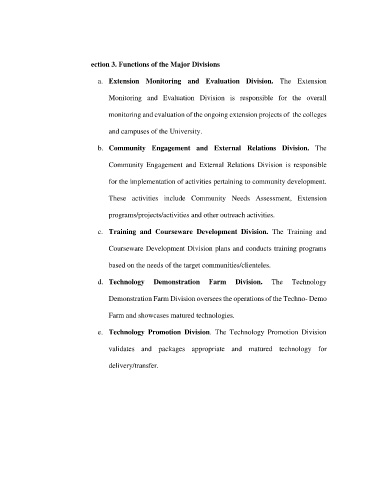 ection 3. Functions of the Major Divisions
a. Extension Monitoring and Evaluation Division. The Extension
Monitoring and Evaluation Division is responsible for the overall
monitoring and evaluation of the ongoing extension projects of the colleges
and campuses of the University.
b. Community Engagement and External Relations Division. The
Community Engagement and External Relations Division is responsible
for the implementation of activities pertaining to community development.
These activities include Community Needs Assessment, Extension
programs/projects/activities and other outreach activities.
c. Training and Courseware Development Division. The Training and
Courseware Development Division plans and conducts training programs
based on the needs of the target communities/clienteles.
d. Technology Demonstration Farm Division. The Technology
Demonstration Farm Division oversees the operations of the Techno- Demo
Farm and showcases matured technologies.
e. Technology Promotion Division. The Technology Promotion Division
validates and packages appropriate and matured technology for
delivery/transfer.